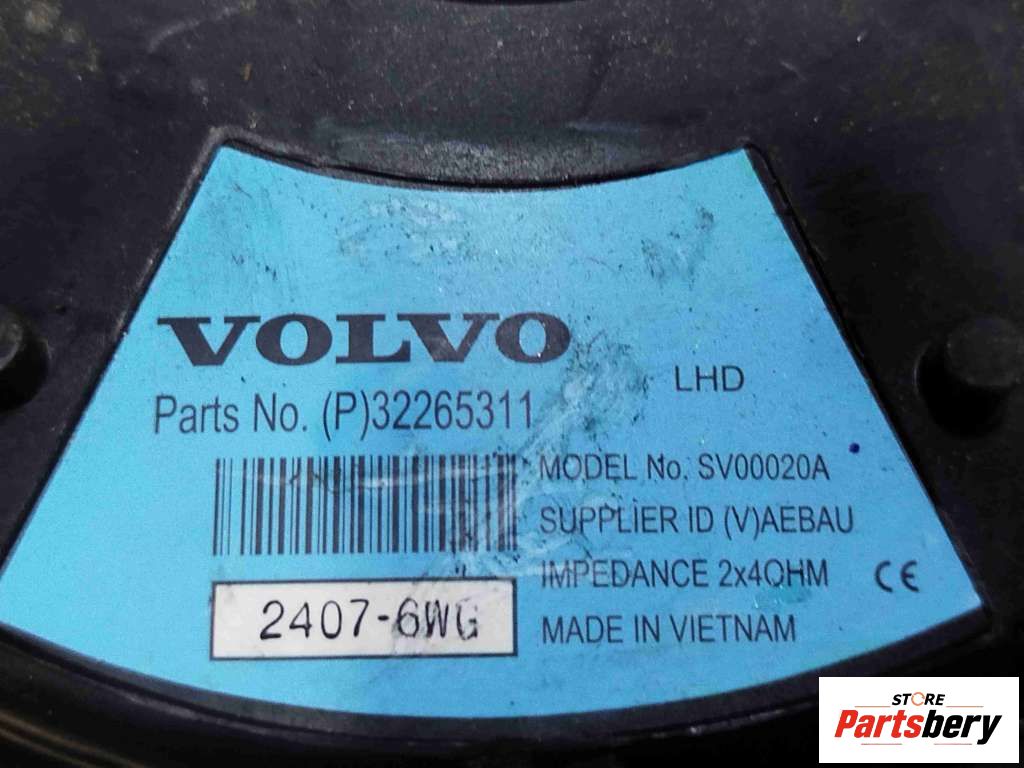 VOLVO
LHD
Parts No. (P)32265311
MODEL No. SV00020A
SUPPLIER ID (V)AEBAU
IMPEDANCE 2x4OHM CE
2407-6WG
MADE IN VIETNAM
STORE
Partsbery